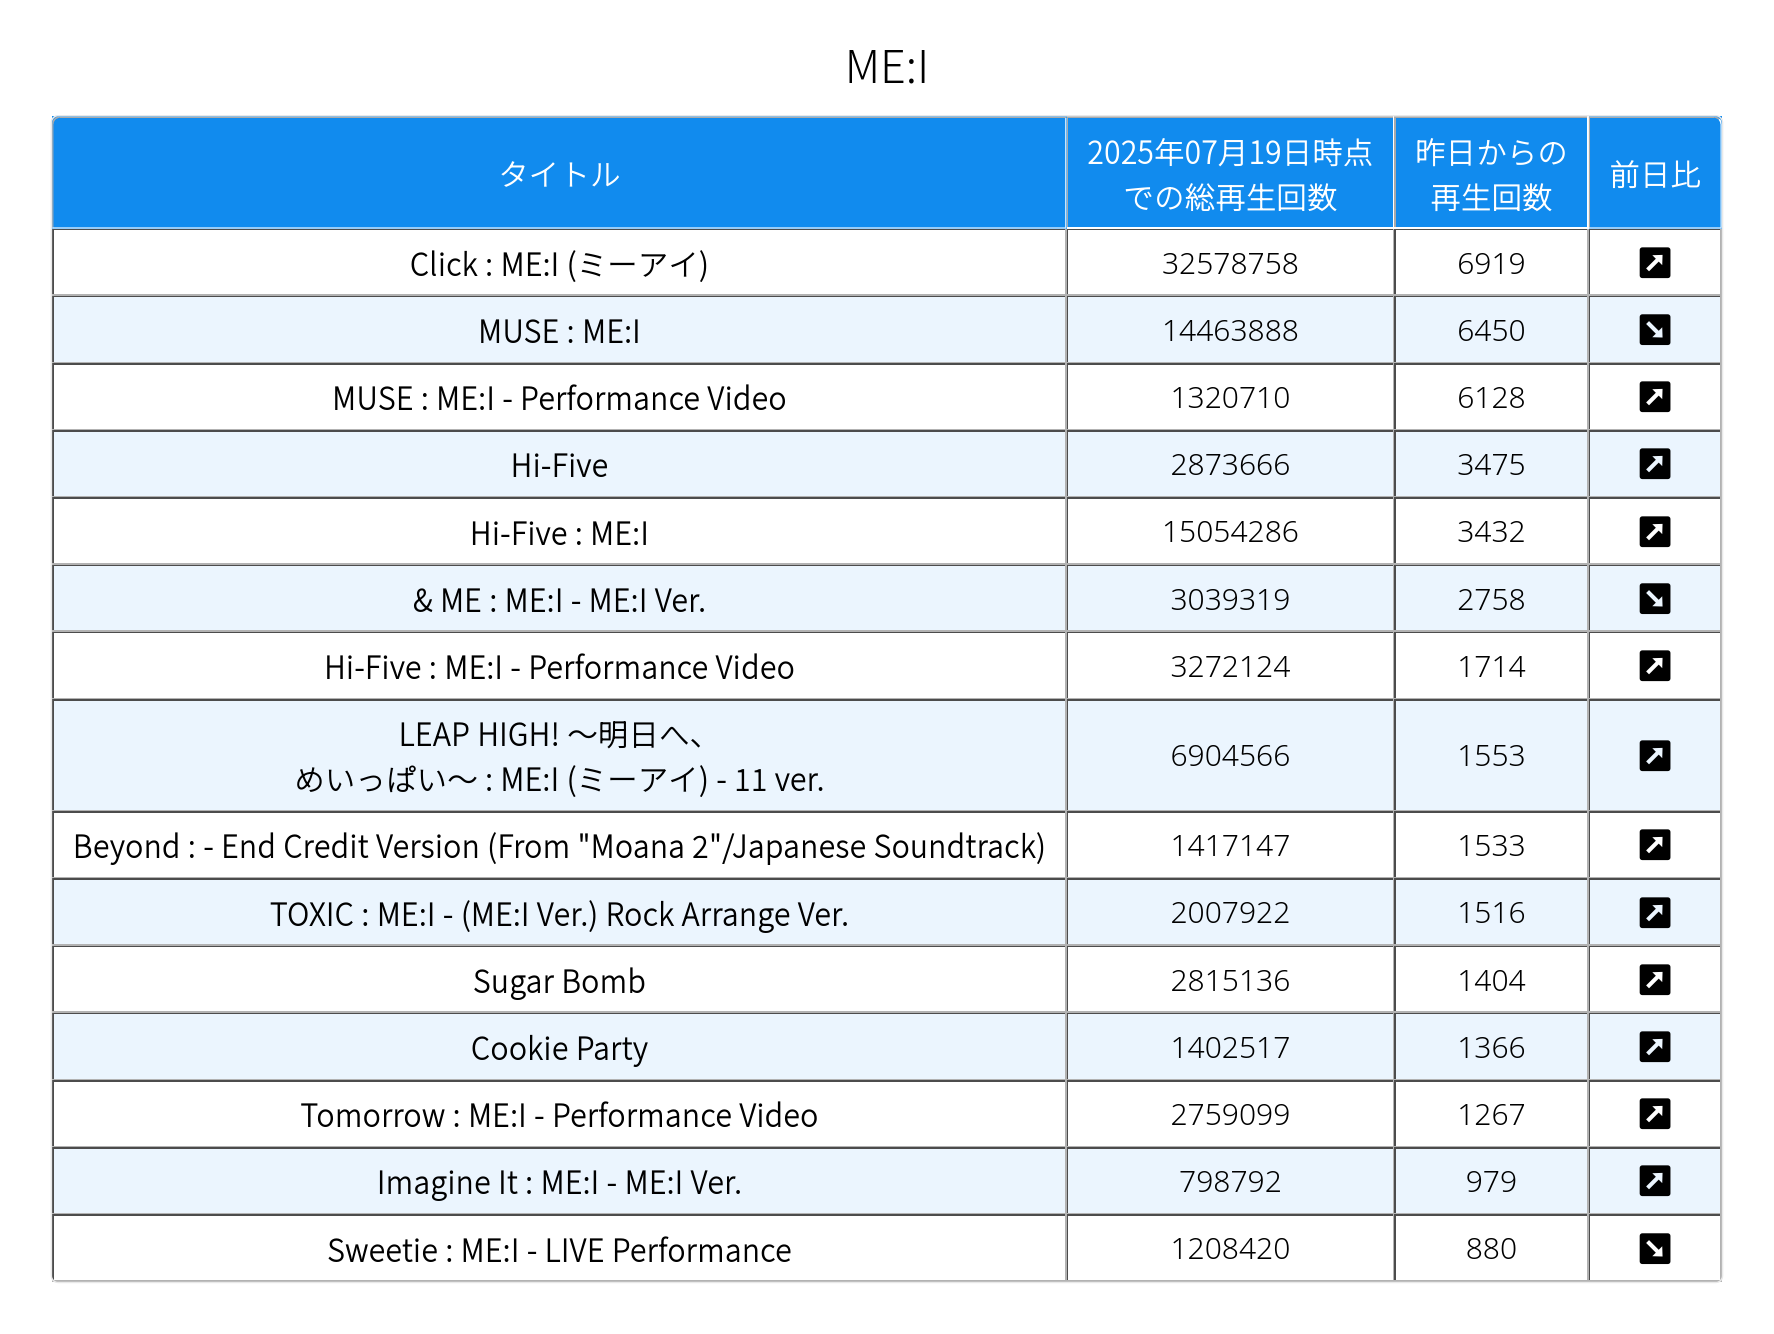 ME:I
タイトル 2025年07月19日時点 昨日からの 前日比
での総再生回数 再生回数
Click : ME:I (ミーアイ) 32578758 6919
MUSE : ME:I 14463888 6450
MUSE : ME:I - Performance Video 1320710 6128
Hi-Five 2873666 3475
Hi-Five : ME:I 15054286 3432
& ME : ME:I - ME:I Ver. 3039319 2758
Hi-Five : ME:I - Performance Video 3272124 1714
LEAP HIGH! 〜明日へ、
めいっぱい〜 : ME:I (ミーアイ) - 11 ver. 6904566 1553
Beyond : - End Credit Version (From "Moana 2"/Japanese Soundtrack) 1417147 1533
TOXIC : ME:I - (ME:I Ver.) Rock Arrange Ver. 2007922 1516
Sugar Bomb 2815136 1404
Cookie Party 1402517 1366
Tomorrow : ME:I - Performance Video 2759099 1267
Imagine It : ME:I - ME:I Ver. 798792 979
Sweetie : ME:I - LIVE Performance 1208420 880